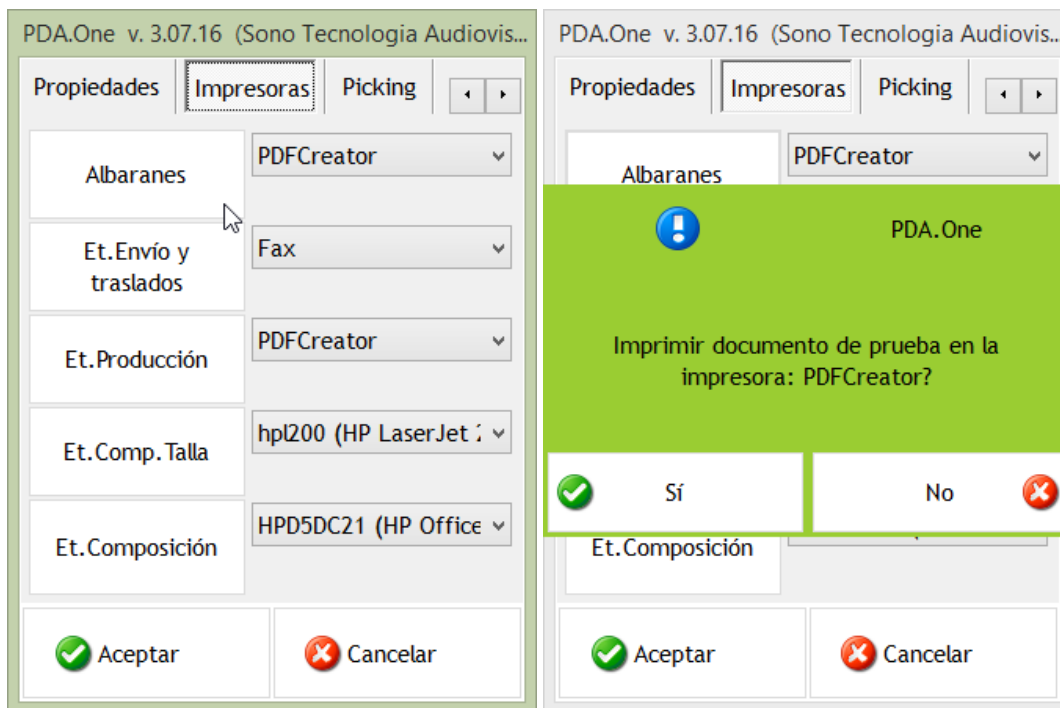 PDA.One v. 3.07.16 (Sono Tecnologia Audiovis...
Propiedades Impresoras Picking
Albaranes PDFCreator
Et.Envío y
traslados
Fax
Et.Producción PDFCreator
Et.Comp.Talla hpl200 (HP LaserJet
Et.Composición HPD5DC21 (HP Office
Aceptar Cancelar
PDA.One v. 3.07.16 (Sono Tecnologia Audiovis...
Propiedades Impresoras Picking
Albaranes PDFCreator
PDA.One
Imprimir documento de prueba en la
impresora: PDFCreator?
Sí No
Et.Composición
Aceptar Cancelar